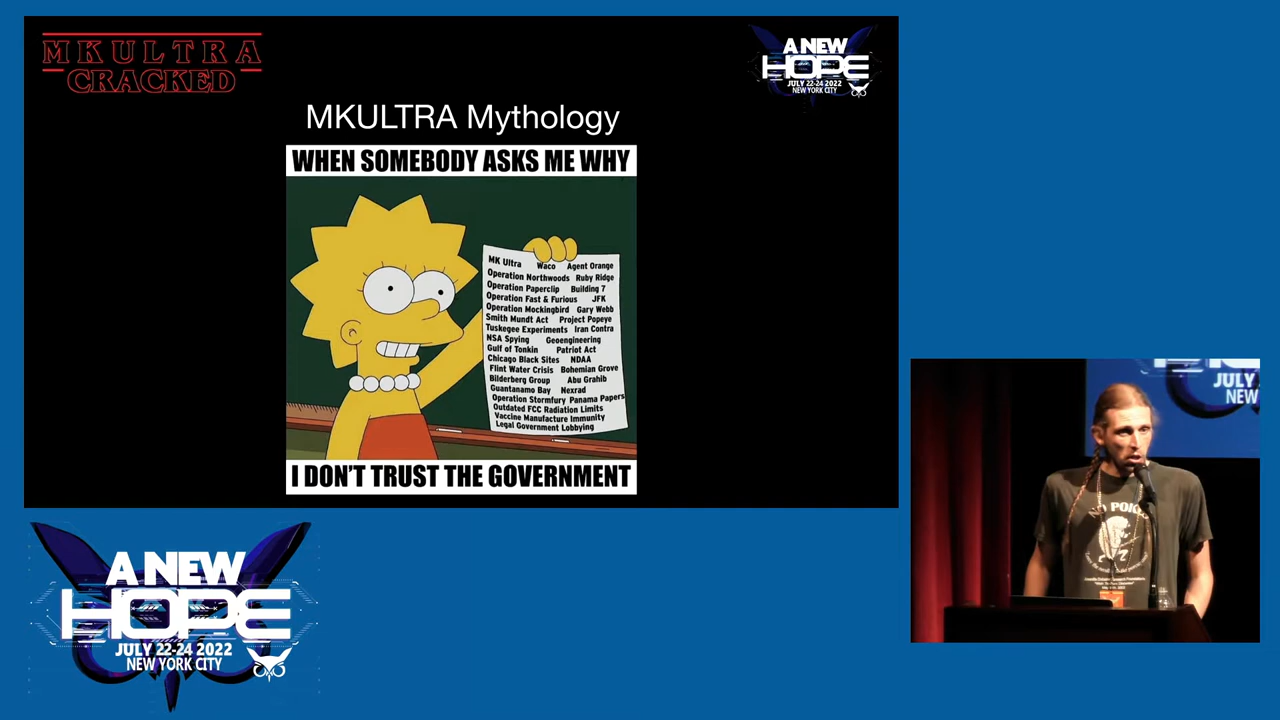 MKULTRA
CRACKED
A NEW
HOPE
JULY 22-24 2022
NEW YORK CITY
MKULTRA Mythology
WHEN SOMEBODY ASKS ME WHY
MK Ultra Waco Agent Orange
Operation Northwoods Ruby Ridge
Operation Paperclip Building 7
Operation Fast & Furious JFK
Operation Mockingbird Gary Webb
Smith Mundt Act Project Popeye
Tuskegee Experiments Iran Contra
NSA Spying Geoengineering
Gulf of Tonkin Patriot Act
Chicago Black Sites NDAA
Flint Water Crisis Bohemian Grove
Bilderberg Group Abu Grahib
Guantanamo Bay Nexrad
Operation Stormfury Panama Papers
Outdated FCC Radiation Limits
Vaccine Manufacture Immunity
Legal Government Lobbying
I DON'T TRUST THE GOVERNMENT
A NEW
HOPE
JULY 22-24 2022
NEW YORK CITY
JULY
NEW
NO